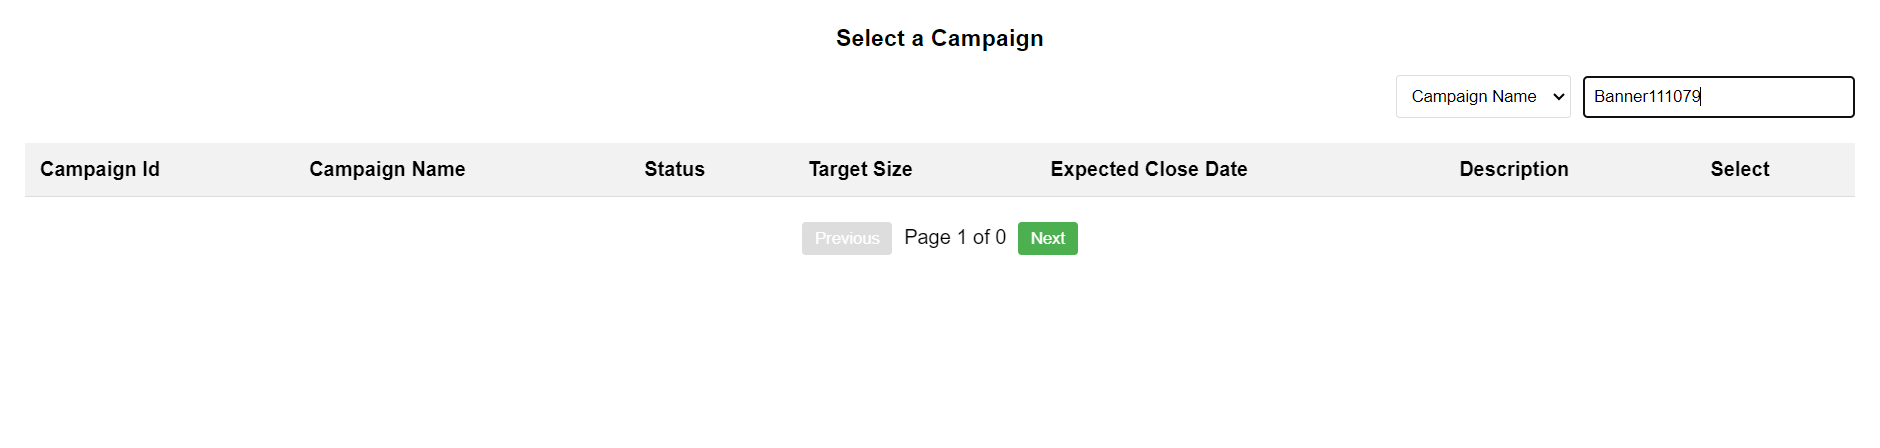 Select a Campaign
Campaign Name Banner111079
Campaign Id Campaign Name Status Target Size Expected Close Date Description Select
Previous Page 1 of 0 Next